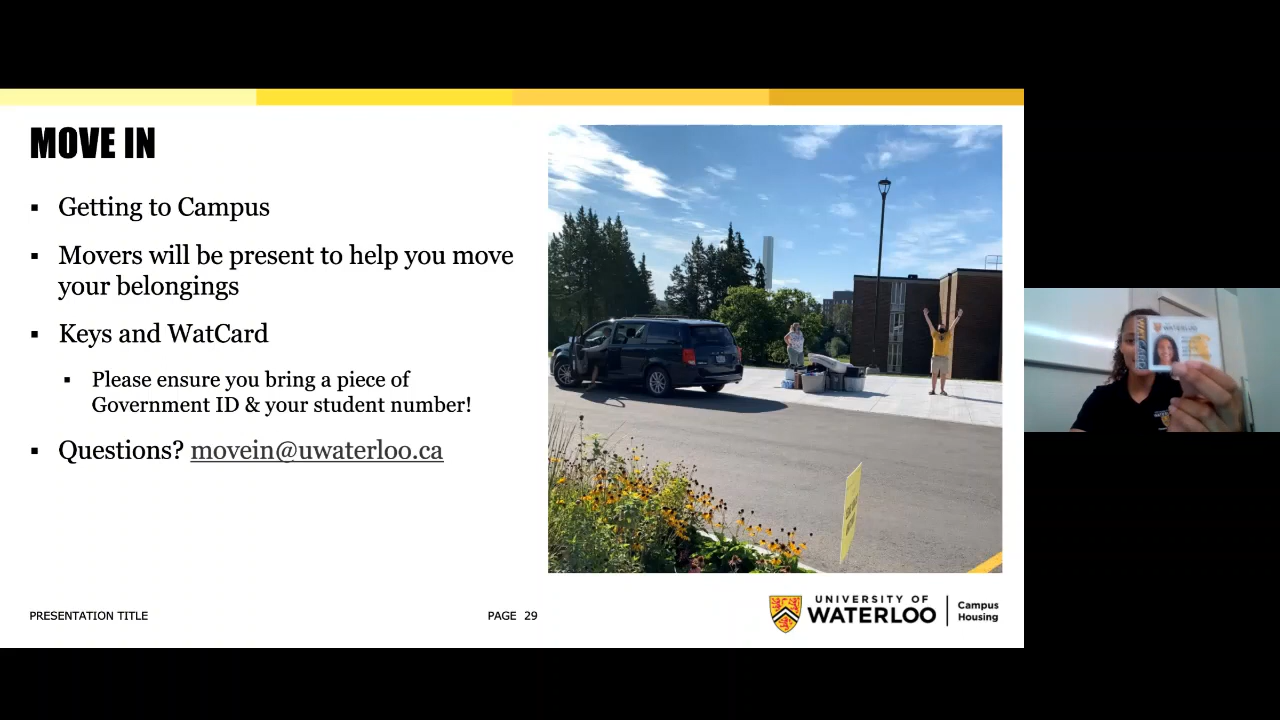 MOVE IN
▪ Getting to Campus
▪ Movers will be present to help you move
your belongings
▪ Keys and WatCard
▪ Please ensure you bring a piece of
Government ID & your student number!
▪ Questions? movein@uwaterloo.ca
PRESENTATION TITLE
PAGE 29
UNIVERSITY OF
WATERLOO
Campus
Housing
WATCARD
WATERLOO